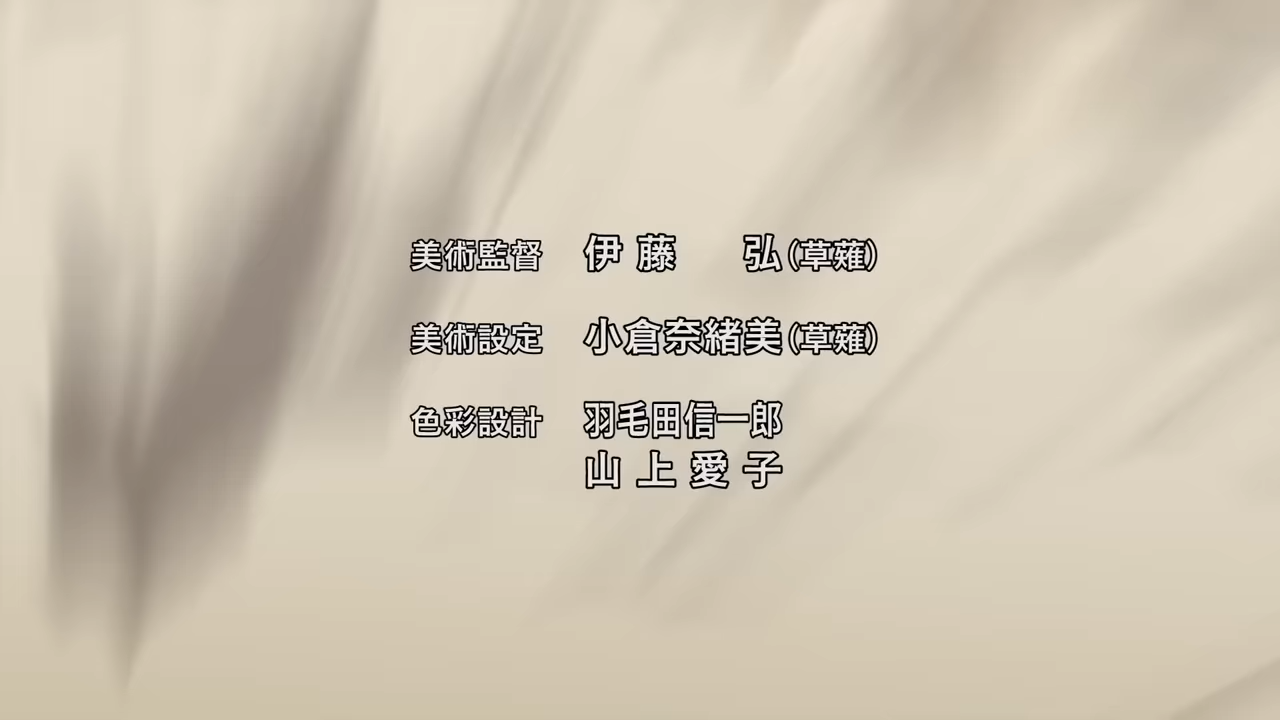 美術監督 伊藤 弘(草薙)
美術設定 小倉奈緒美(草薙)
色彩設計 羽毛田信一郎
山上愛子